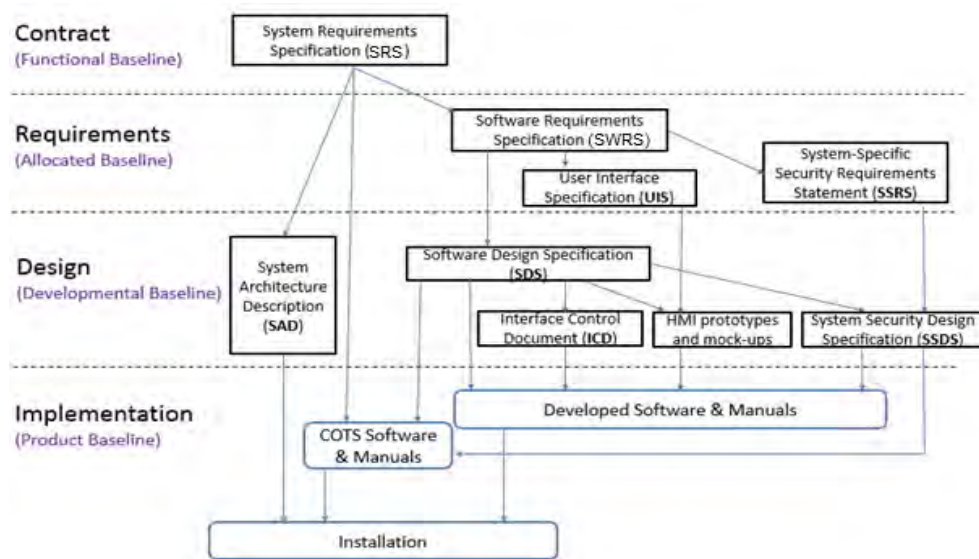 Contract
(Functional Baseline)
System Requirements
Specification (SRS)
Requirements
(Allocated Baseline)
Software Requirements
Specification (SWRS)
User Interface
Specification (UIS)
System-Specific
Security Requirements
Statement (SSRS)
Design
(Developmental Baseline)
System
Architecture
Description
(SAD)
Software Design Specification
(SDS)
Interface Control
Document (ICD)
HMI prototypes
and mock-ups
System Security Design
Specification (SSDS)
Implementation
(Product Baseline)
Developed Software & Manuals
COTS Software
& Manuals
Installation